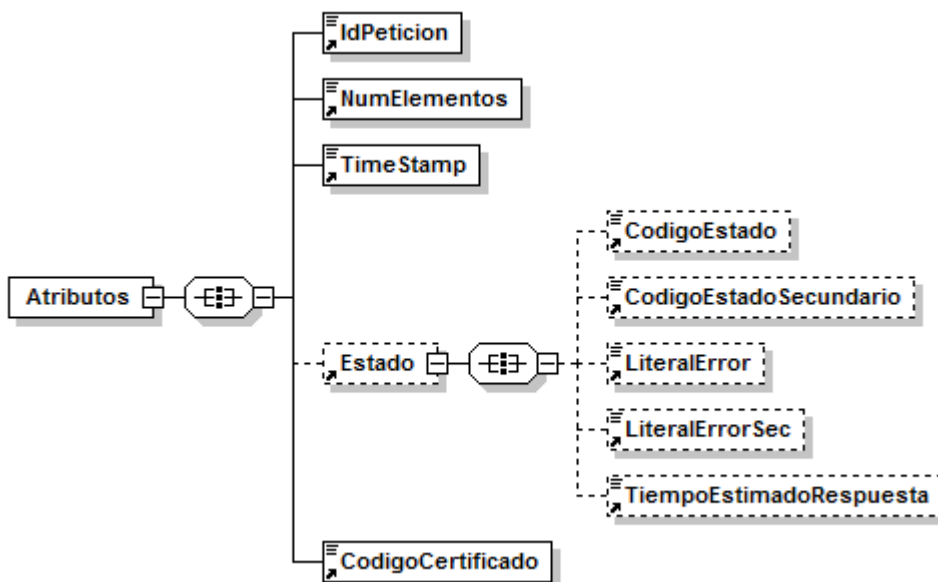 IdPeticion
NumElementos
TimeStamp
CodigoEstado
CodigoEstadoSecundario
Atributos
Estado
LiteralError
LiteralErrorSec
TiempoEstimadoRespuesta
CodigoCertificado